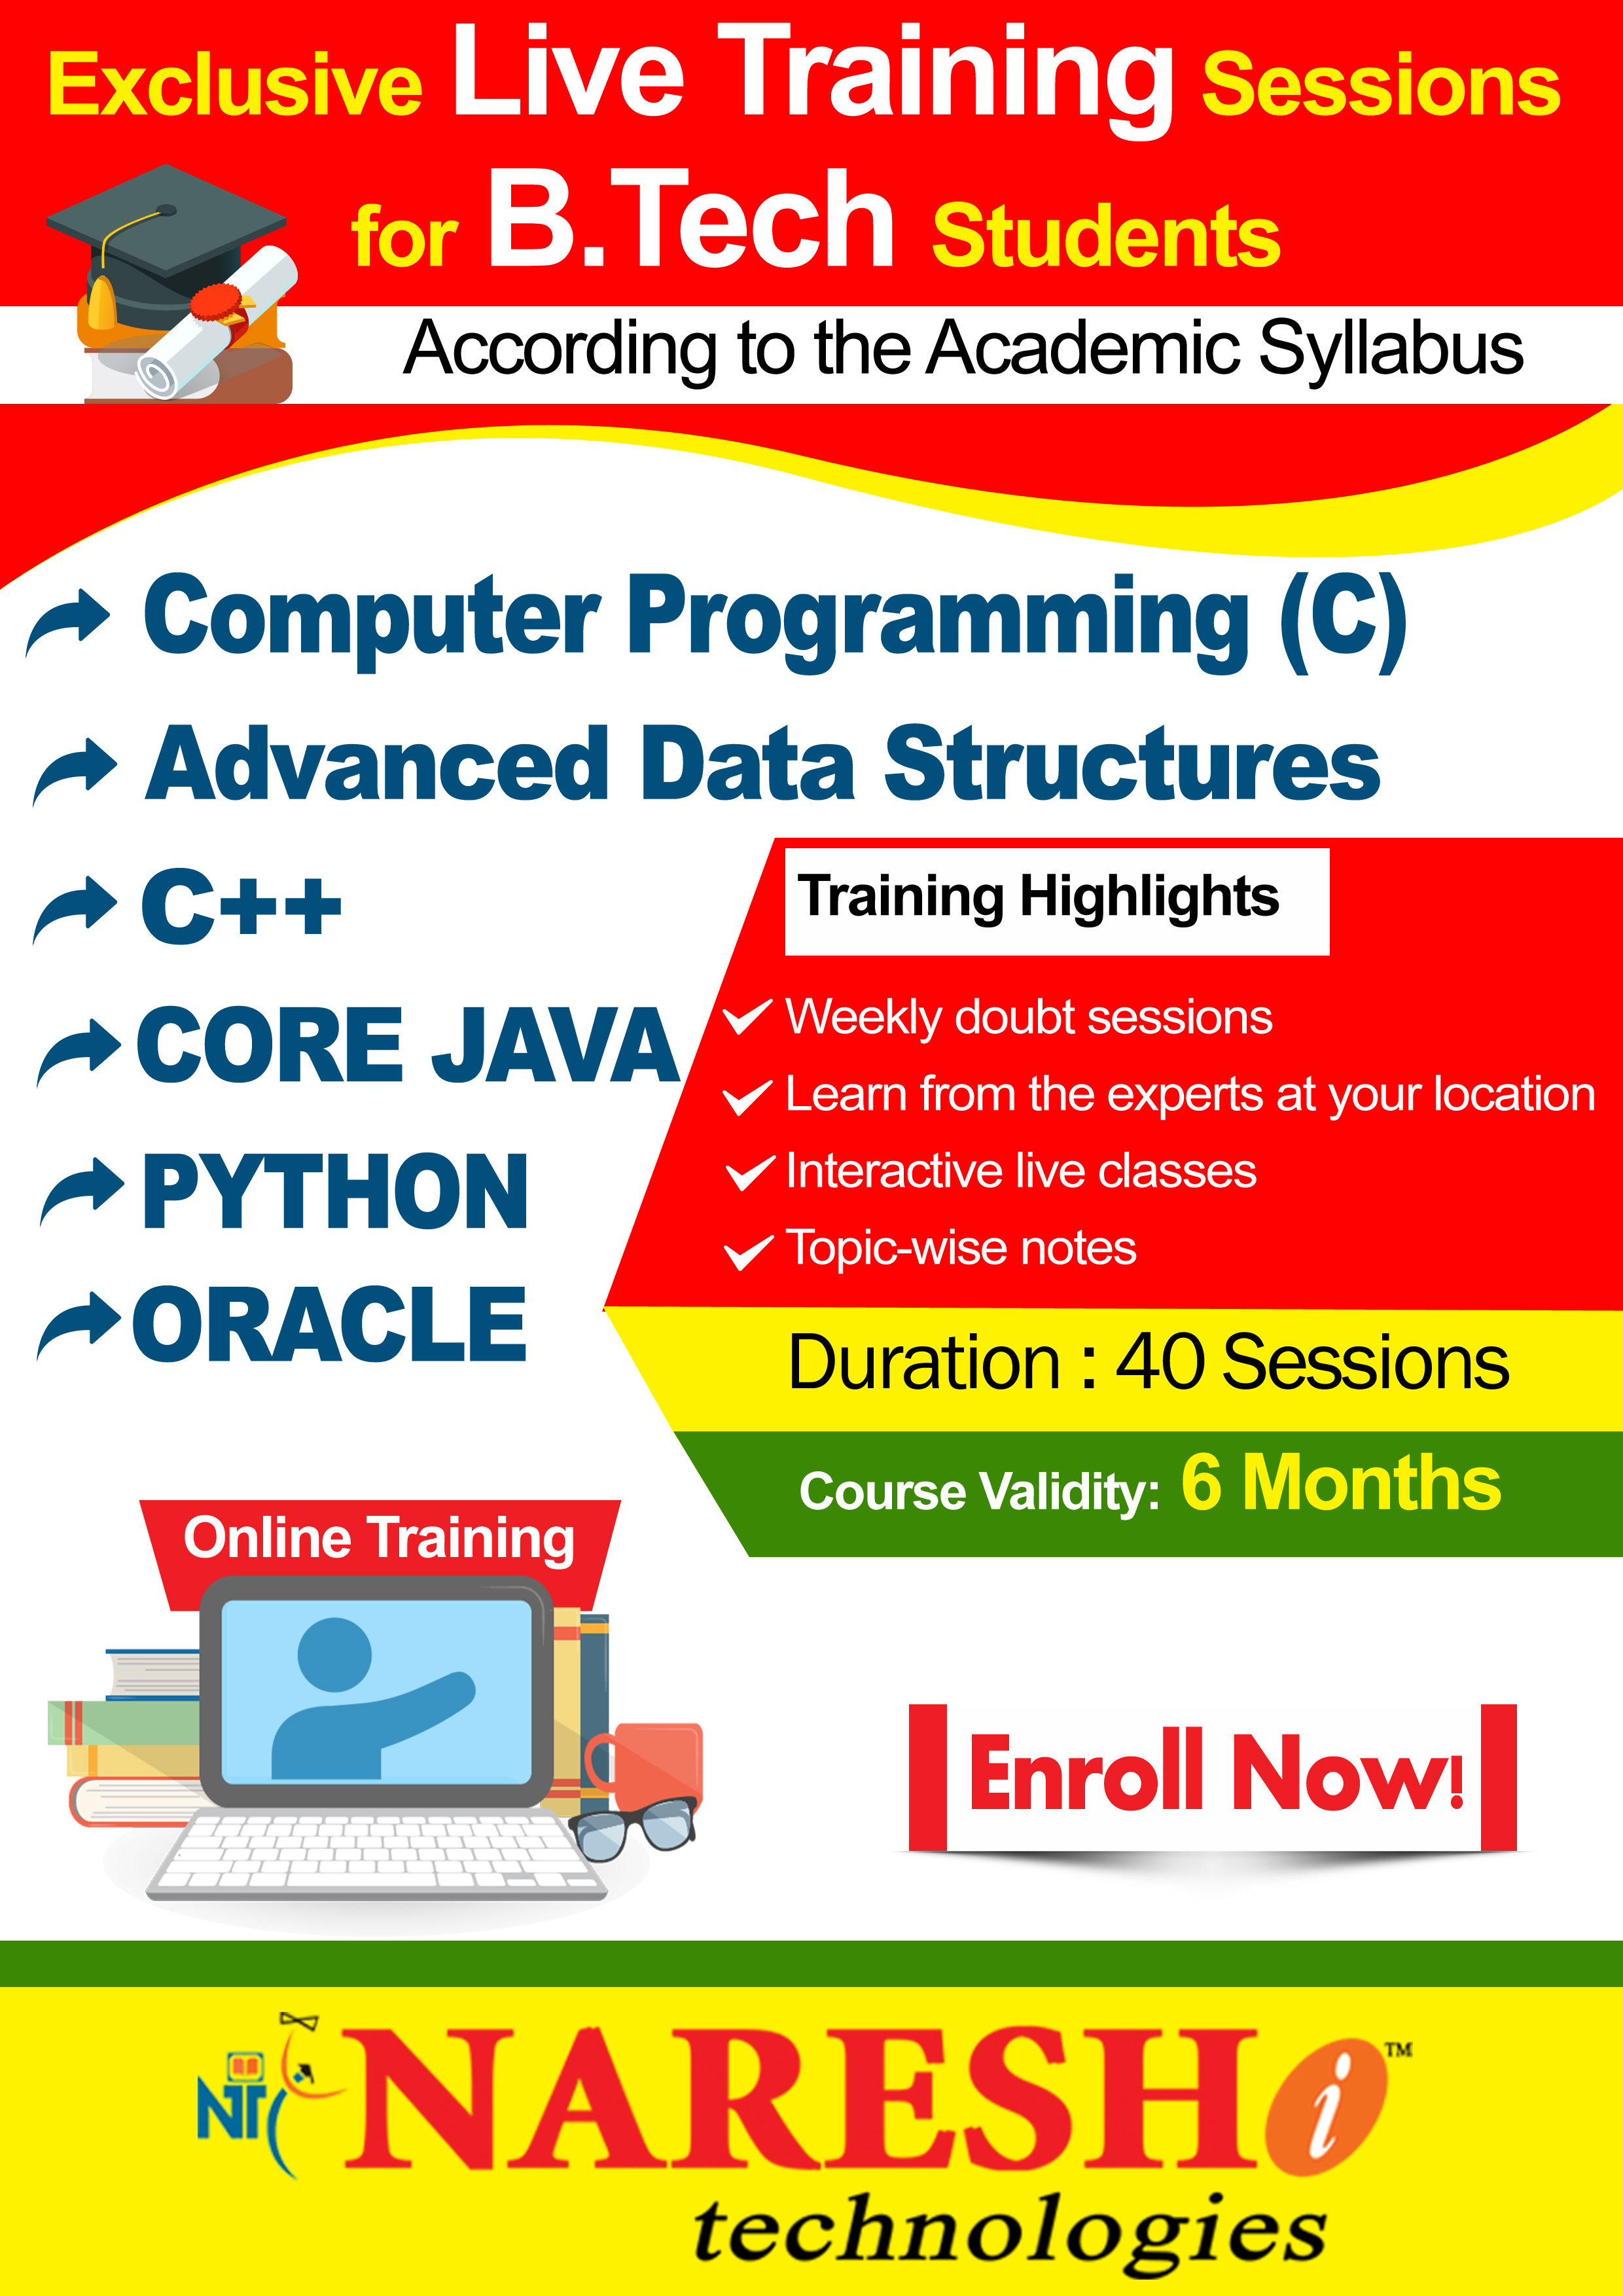 Exclusive Live Training Sessions
for B.Tech Students
According to the Academic Syllabus
Computer Programming (C)
Advanced Data Structures
C++
CORE JAVA
PYTHON
ORACLE
Training Highlights
Weekly doubt sessions
Learn from the experts at your location
Interactive live classes
Topic-wise notes
Duration : 40 Sessions
Course Validity: 6 Months
Online Training
Enroll Now!
NT NARESH i ™
technologies